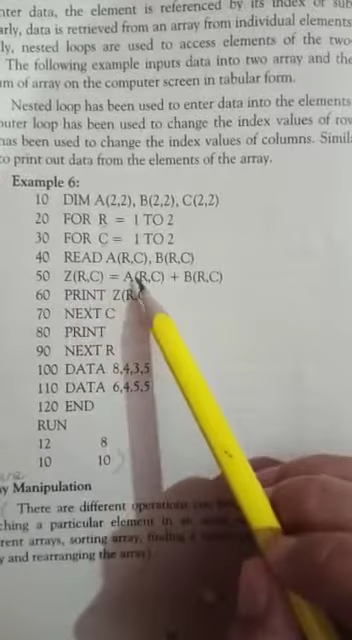 nter data, the element is referenced by its index or sub
arly, data is retrieved from an array from individual elements
ly, nested loops are used to access elements of the two
The following example inputs data into two array and the
um of array on the computer screen in tabular form.
Nested loop has been used to enter data into the elements
outer loop has been used to change the index values of row
has been used to change the index values of columns. Simila
to print out data from the elements of the array.
Example 6:
10 DIM A(2,2), B(2,2), C(2,2)
20 FOR R = 1 TO 2
30 FOR C = 1 TO 2
40 READ A(R,C), B(R,C)
50 Z(R,C) = A(R,C) + B(R,C)
60 PRINT Z(R,C
70 NEXT C
80 PRINT
90 NEXT R
100 DATA 8,4,3,5
110 DATA 6,4,5,5
120 END
RUN
12 8
10 10
ay Manipulation
There are different operations
ching a particular element in
rent arrays, sorting array, finding a
y and rearranging the array)